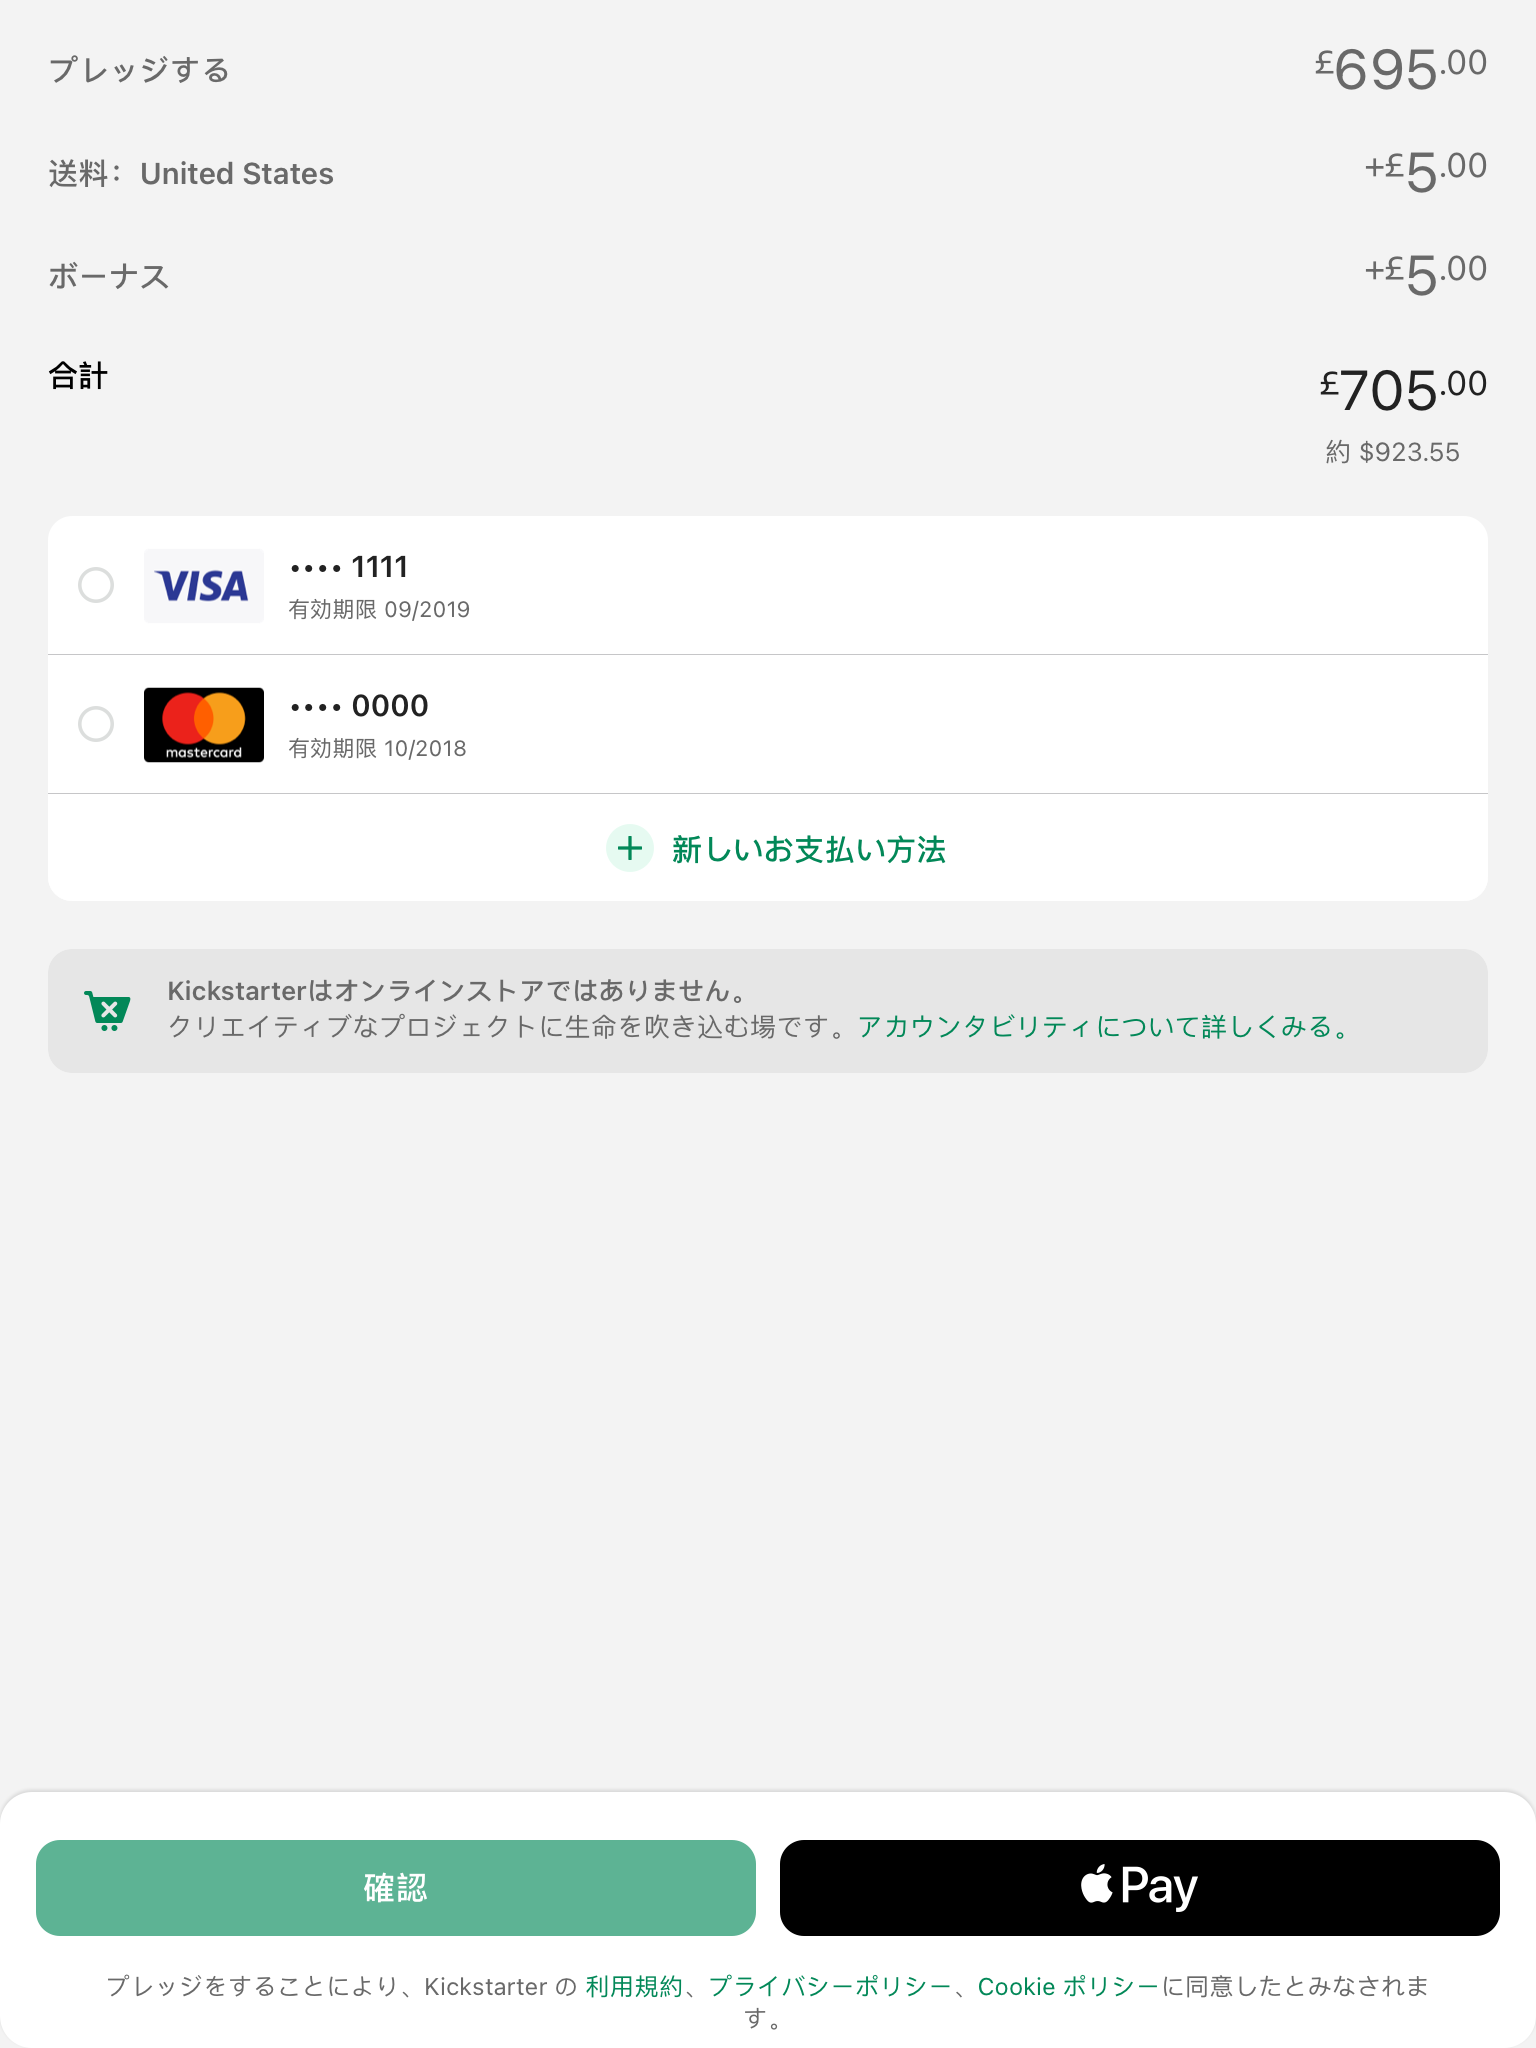 プレッジする £695.00
送料： United States +£5.00
ボーナス +£5.00
合計 £705.00
約 $923.55
VISA •••• 1111
有効期限 09/2019
mastercard •••• 0000
有効期限 10/2018
新しいお支払い方法
Kickstarterはオンラインストアではありません。
クリエイティブなプロジェクトに生命を吹き込む場です。アカウンタビリティについて詳しくみる。
確認 Pay
プレッジをすることにより、Kickstarter の 利用規約、プライバシーポリシー、Cookie ポリシーに同意したとみなされま
す。